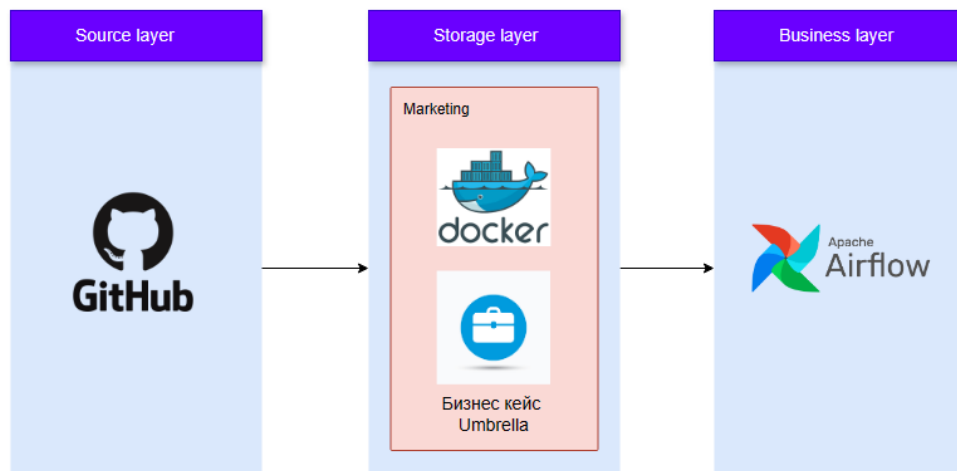 Source layer
Storage layer
Business layer
Marketing
docker
GitHub
Apache
Airflow
Бизнес кейс
Umbrella